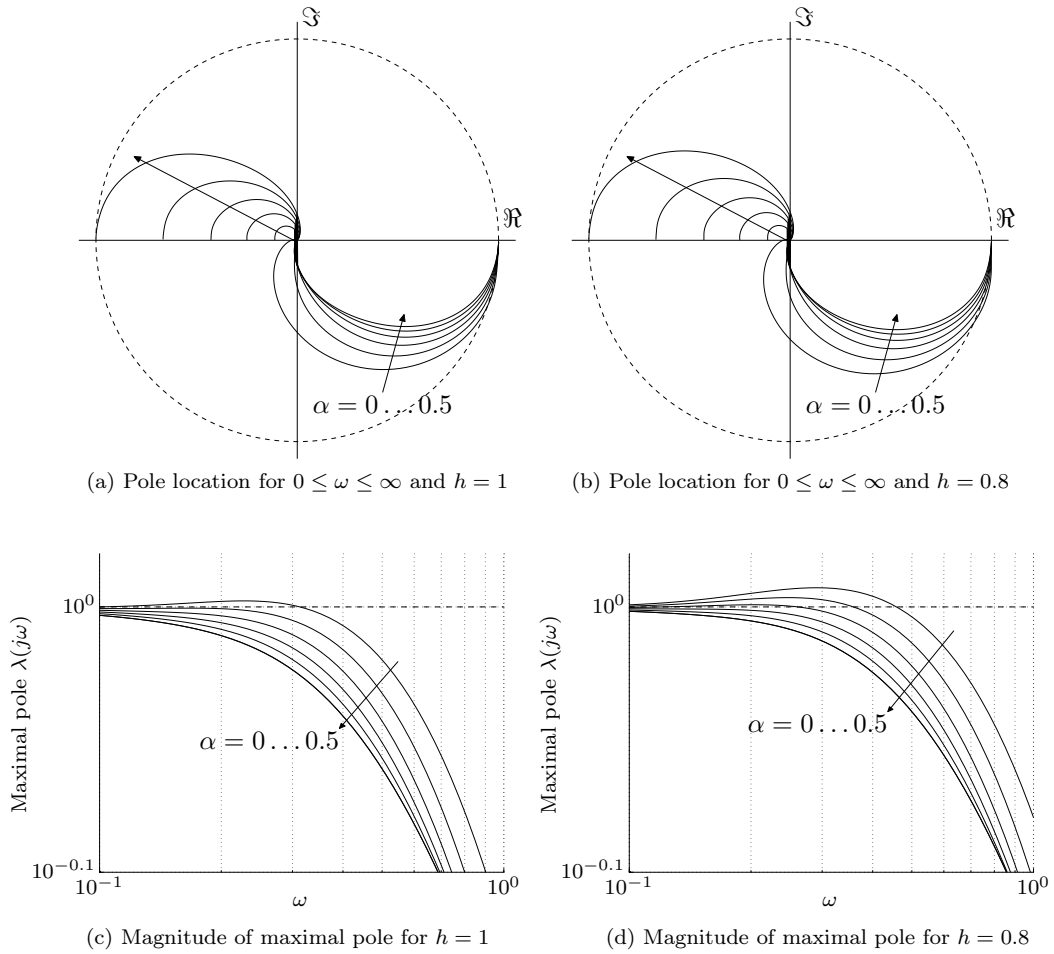 ℑ
ℜ
α = 0 . . . 0.5
(a) Pole location for 0 ≤ ω ≤ ∞ and h = 1
ℑ
ℜ
α = 0 . . . 0.5
(b) Pole location for 0 ≤ ω ≤ ∞ and h = 0.8
Maximal pole λ(jω)
10^0
10^−0.1
10^−1
10^0
ω
α = 0 . . . 0.5
(c) Magnitude of maximal pole for h = 1
Maximal pole λ(jω)
10^0
10^−0.1
10^−1
10^0
ω
α = 0 . . . 0.5
(d) Magnitude of maximal pole for h = 0.8